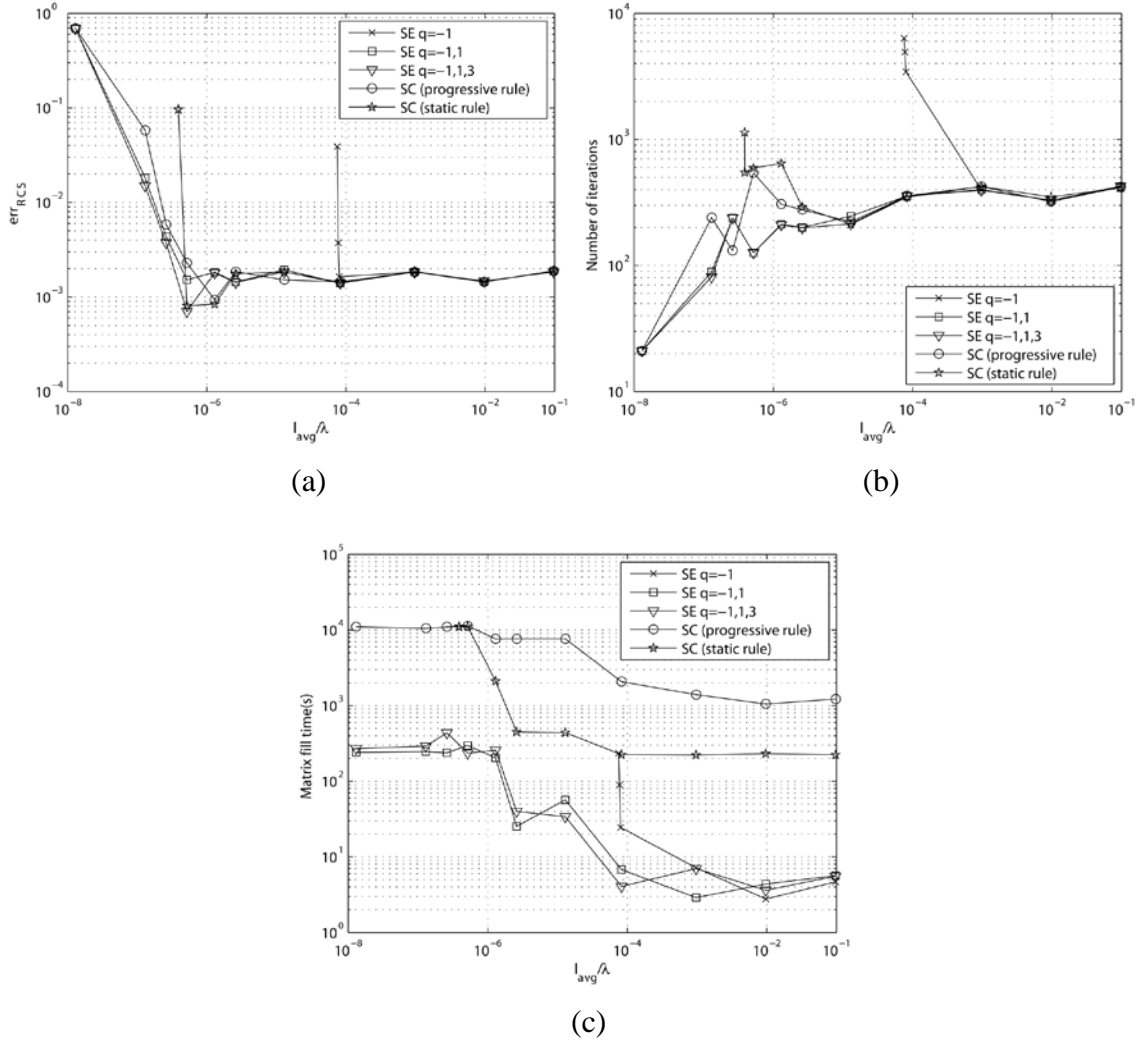 10^0
10^-1
10^-2
10^-3
10^-4
err_RCS
10^-8
10^-6
10^-4
10^-2
10^-1
l_avg/λ
SE q=−1
SE q=−1,1
SE q=−1,1,3
SC (progressive rule)
SC (static rule)
(a)
10^4
10^3
10^2
10^1
Number of iterations
10^-8
10^-6
10^-4
10^-2
10^-1
l_avg/λ
SE q=−1
SE q=−1,1
SE q=−1,1,3
SC (progressive rule)
SC (static rule)
(b)
10^5
10^4
10^3
10^2
10^1
10^0
Matrix fill time(s)
10^-8
10^-6
10^-4
10^-2
10^-1
l_avg/λ
SE q=−1
SE q=−1,1
SE q=−1,1,3
SC (progressive rule)
SC (static rule)
(c)